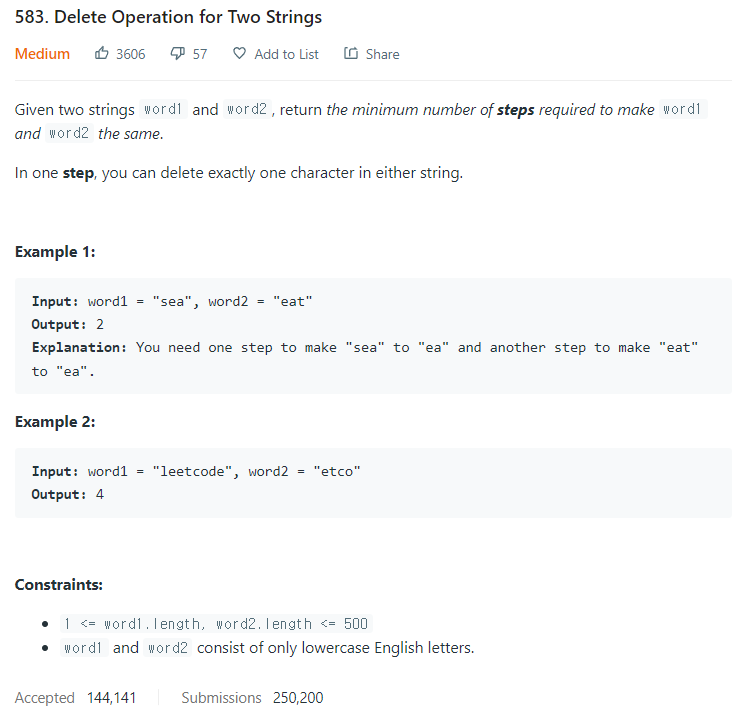 583. Delete Operation for Two Strings
Medium 3606 57 Add to List Share
Given two strings word1 and word2 , return the minimum number of steps required to make word1
and word2 the same.
In one step, you can delete exactly one character in either string.
Example 1:
Input: word1 = "sea", word2 = "eat"
Output: 2
Explanation: You need one step to make "sea" to "ea" and another step to make "eat"
to "ea".
Example 2:
Input: word1 = "leetcode", word2 = "etco"
Output: 4
Constraints:
1 <= word1.length, word2.length <= 500
word1 and word2 consist of only lowercase English letters.
Accepted 144,141 Submissions 250,200